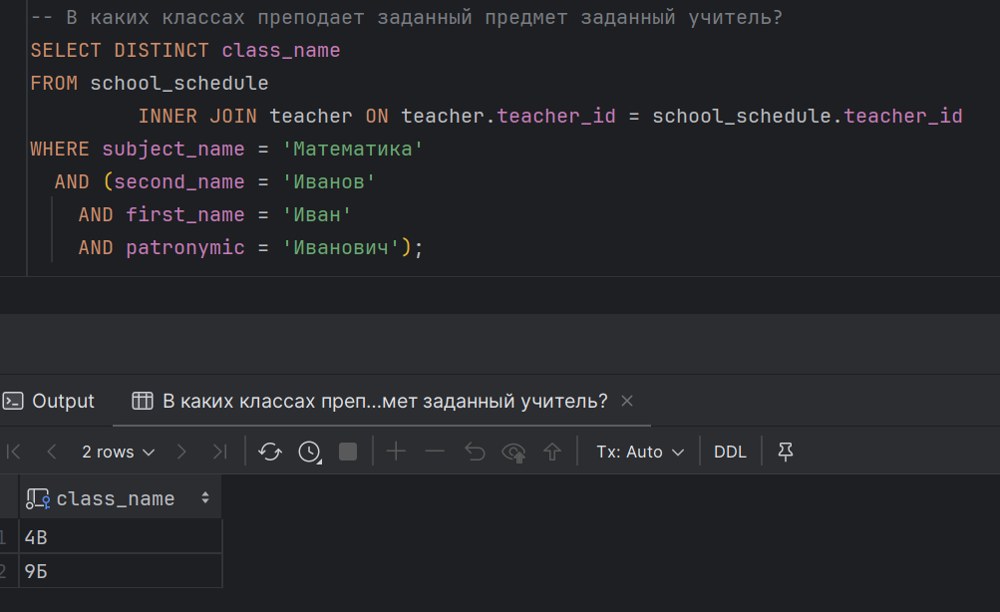 -- В каких классах преподает заданный предмет заданный учитель?
SELECT DISTINCT class_name
FROM school_schedule
INNER JOIN teacher ON teacher.teacher_id = school_schedule.teacher_id
WHERE subject_name = 'Математика'
AND (second_name = 'Иванов'
AND first_name = 'Иван'
AND patronymic = 'Иванович');
Output В каких классах преп...мет заданный учитель?
2 rows Tx: Auto DDL
class_name
1 4В
2 9Б